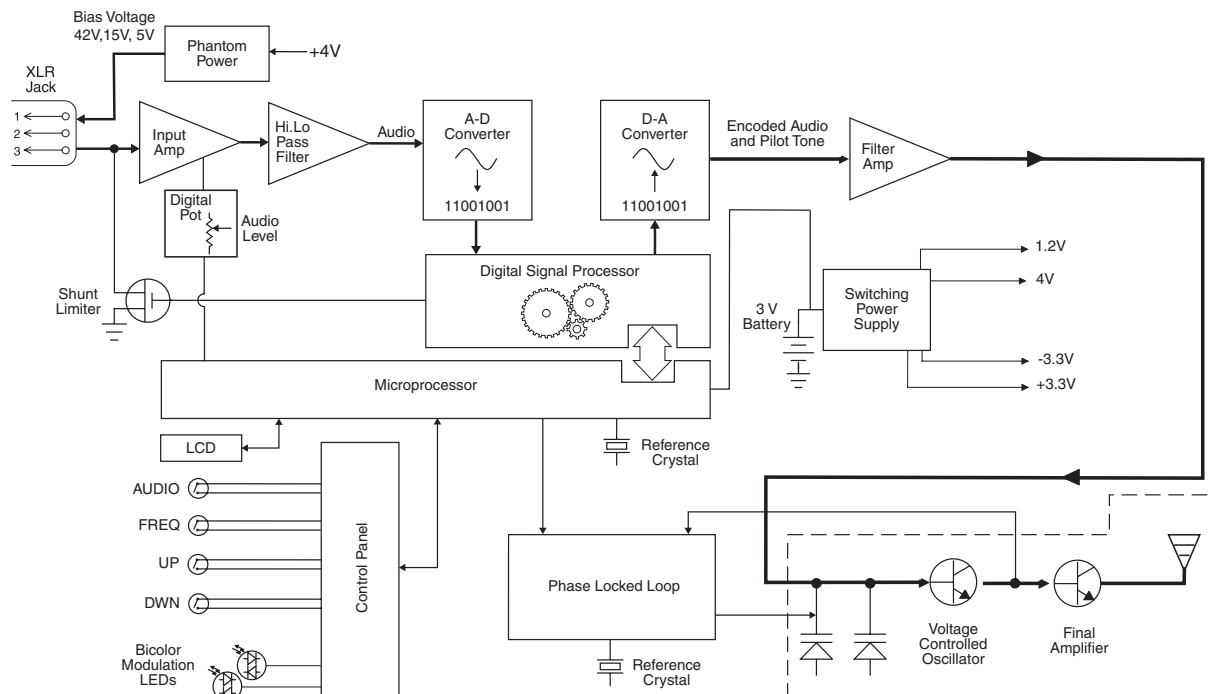 Bias Voltage
42V,15V, 5V
Phantom
Power
+4V
XLR
Jack
1
2
3
Input
Amp
Hi.Lo
Pass
Filter
Audio
A-D
Converter
11001001
D-A
Converter
11001001
Encoded Audio
and Pilot Tone
Filter
Amp
Digital
Pot
Audio
Level
Shunt
Limiter
Digital Signal Processor
3 V
Battery
Switching
Power
Supply
1.2V
4V
-3.3V
+3.3V
Microprocessor
LCD
Reference
Crystal
AUDIO
FREQ
UP
DWN
Bicolor
Modulation
LEDs
Control Panel
Phase Locked Loop
Reference
Crystal
Voltage
Controlled
Oscillator
Final
Amplifier